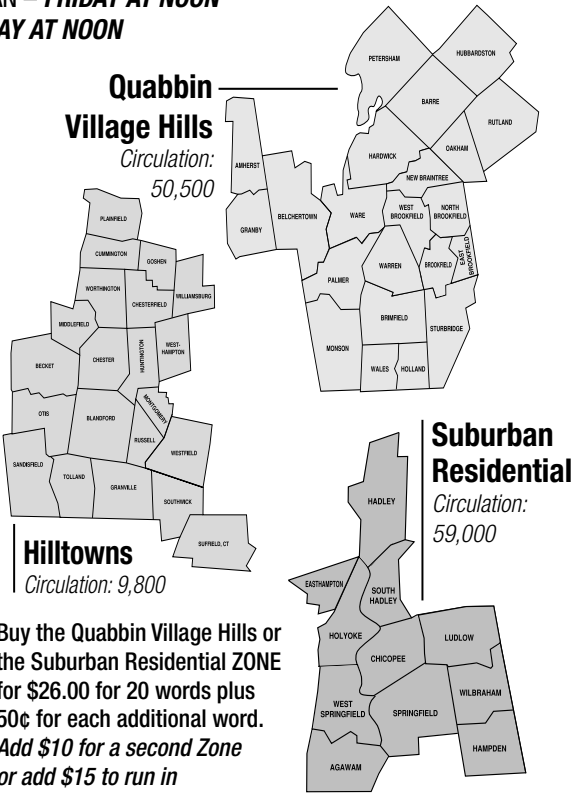 AN – FRIDAY AT NOON
AY AT NOON
Quabbin
Village Hills
Circulation:
50,500
PETERSHAM
HUBBARDSTON
BARRE
RUTLAND
OAKHAM
HARDWICK
NEW BRAINTREE
AMHERST
BELCHERTOWN
GRANBY
WARE
WEST
BROOKFIELD
NORTH
BROOKFIELD
EAST
BROOKFIELD
BROOKFIELD
WARREN
PALMER
BRIMFIELD
STURBRIDGE
MONSON
WALES
HOLLAND
PLAINFIELD
CUMMINGTON
GOSHEN
WORTHINGTON
CHESTERFIELD
WILLIAMSBURG
MIDDLEFIELD
CHESTER
HUNTINGTON
WEST-
HAMPTON
BECKET
OTIS
BLANDFORD
MONTGOMERY
RUSSELL
WESTFIELD
SANDISFIELD
TOLLAND
GRANVILLE
SOUTHWICK
SUFFIELD, CT
Hilltowns
Circulation: 9,800
Suburban
Residential
Circulation:
59,000
HADLEY
EASTHAMPTON
SOUTH
HADLEY
HOLYOKE
CHICOPEE
LUDLOW
WEST
SPRINGFIELD
SPRINGFIELD
WILBRAHAM
HAMPDEN
AGAWAM
Buy the Quabbin Village Hills or
the Suburban Residential ZONE
for $26.00 for 20 words plus
50¢ for each additional word.
Add $10 for a second Zone
or add $15 to run in